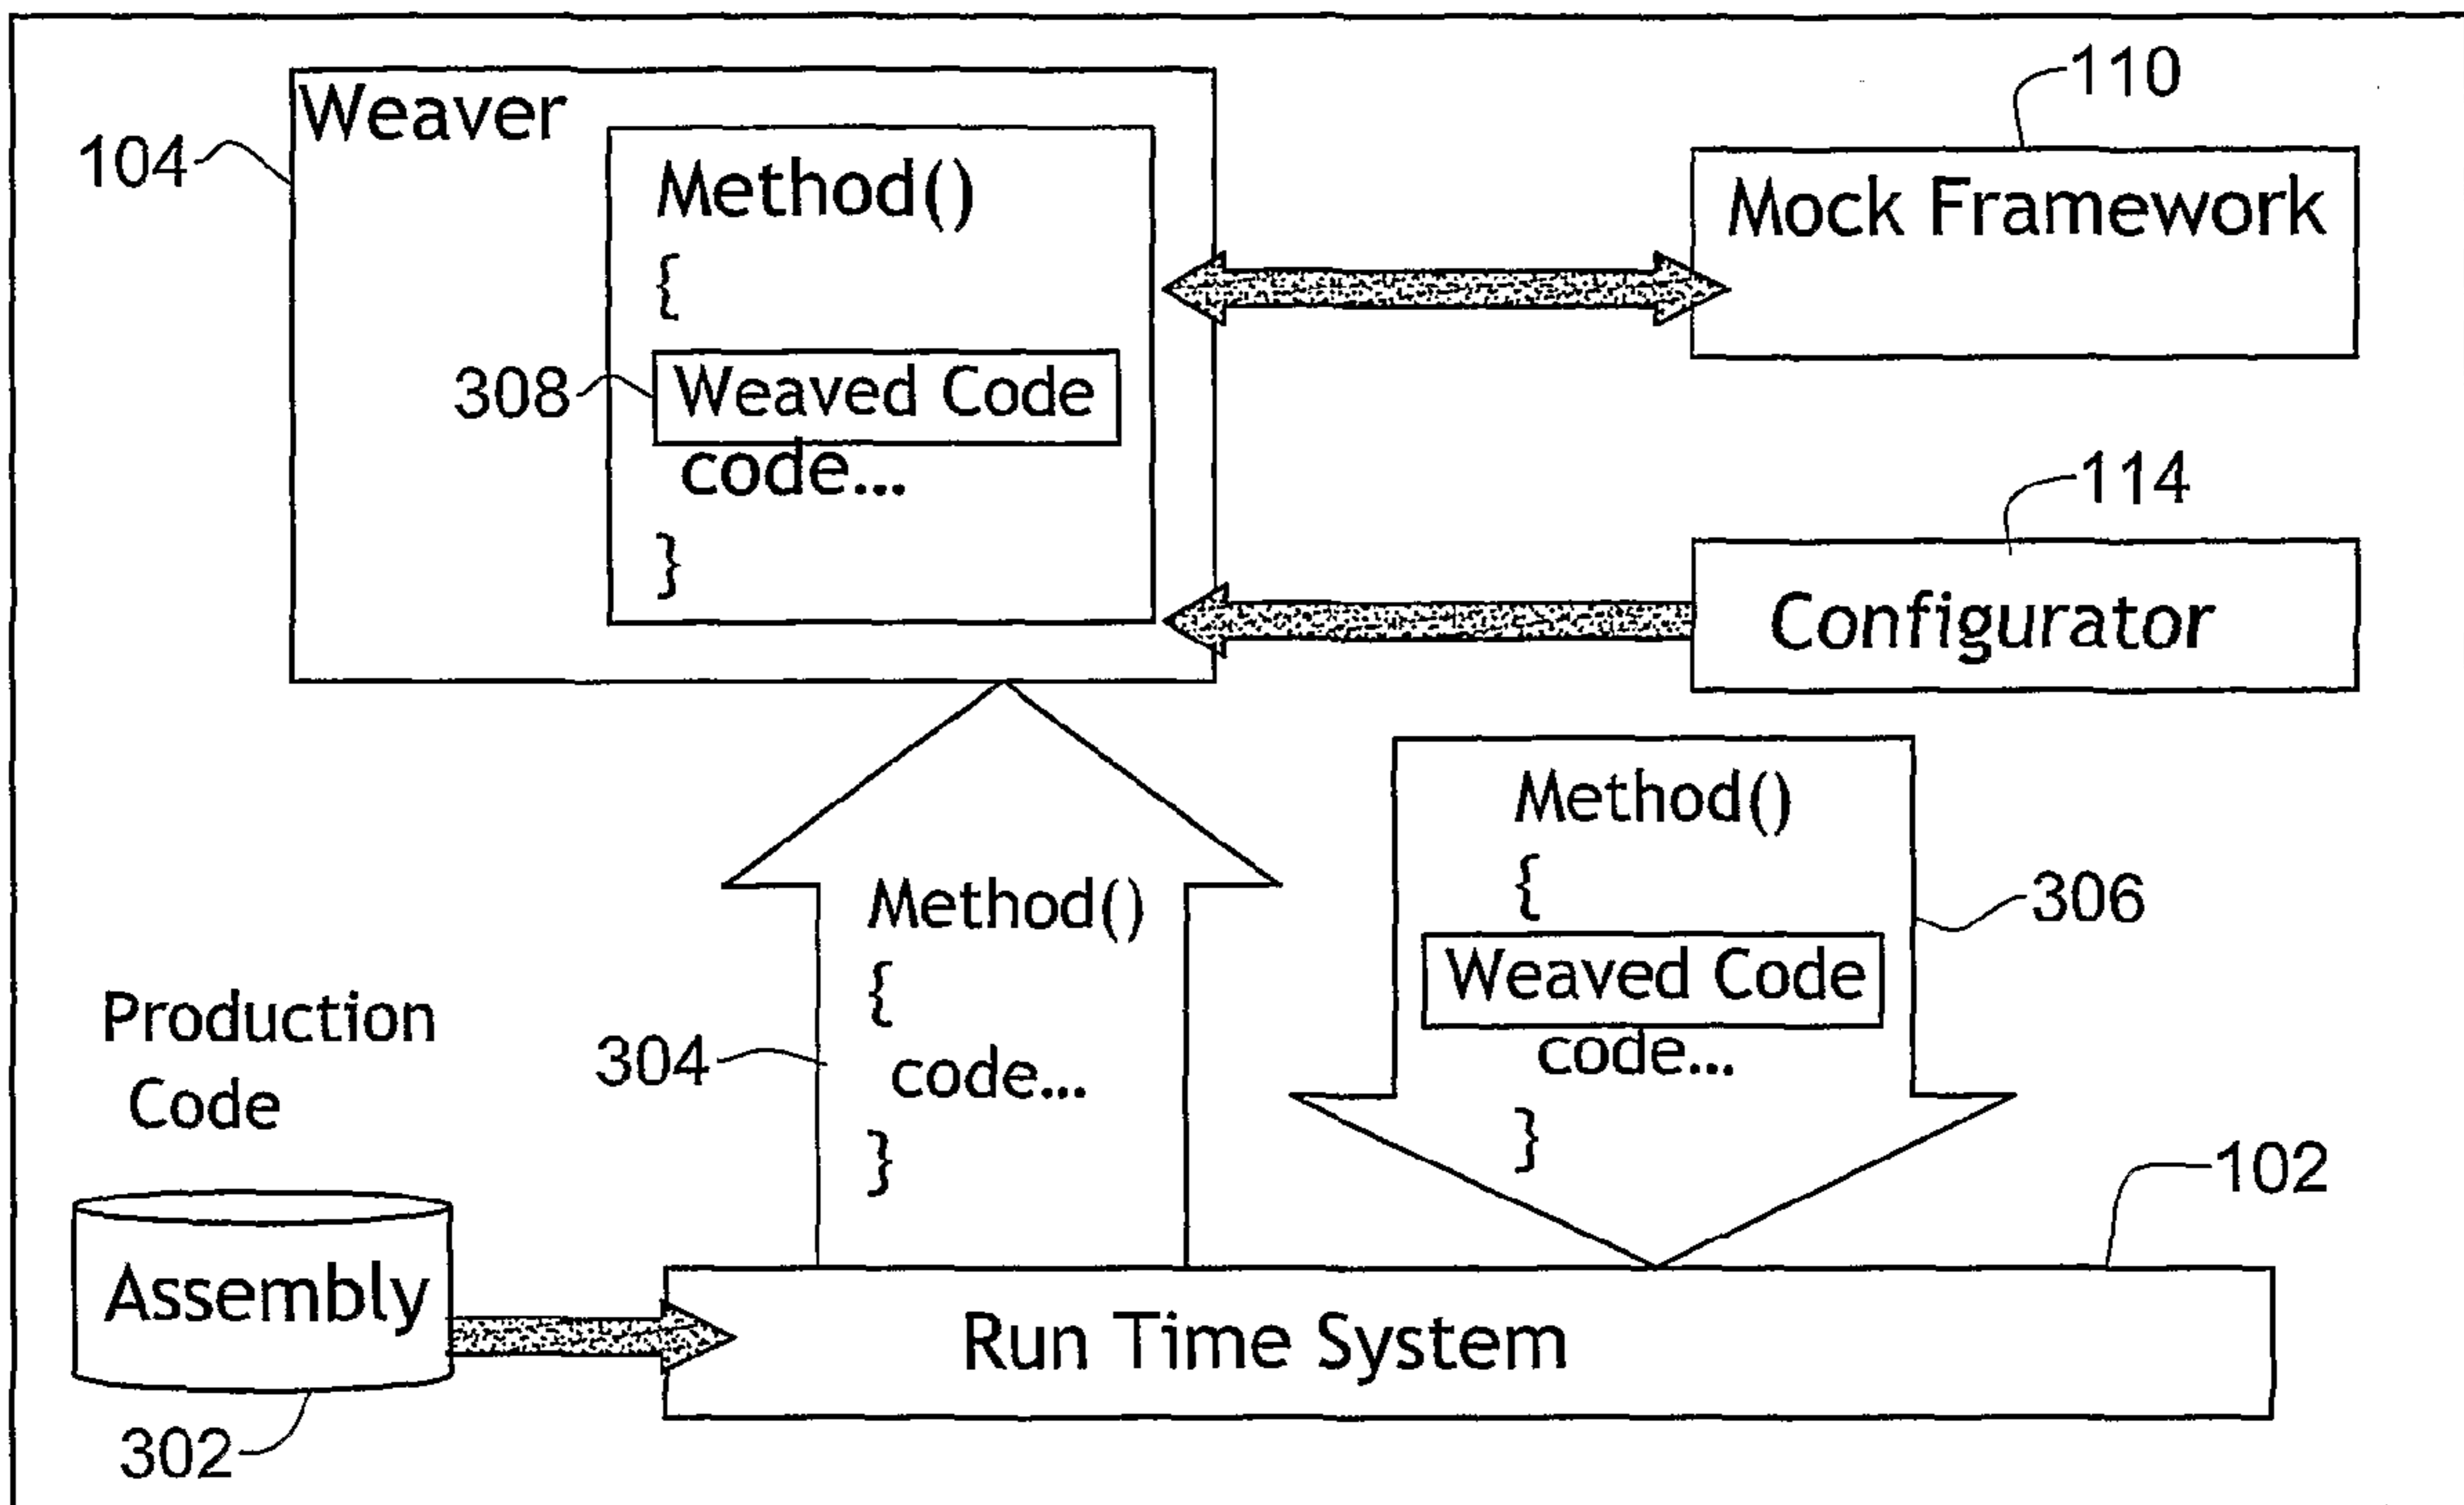 110
Weaver
104
Method()
Mock Framework
{
308
Weaved Code
code...
114
}
Configurator
Method()
{
306
Weaved Code
code...
}
Method()
{
304
code...
}
Production
Code
102
Assembly
Run Time System
302